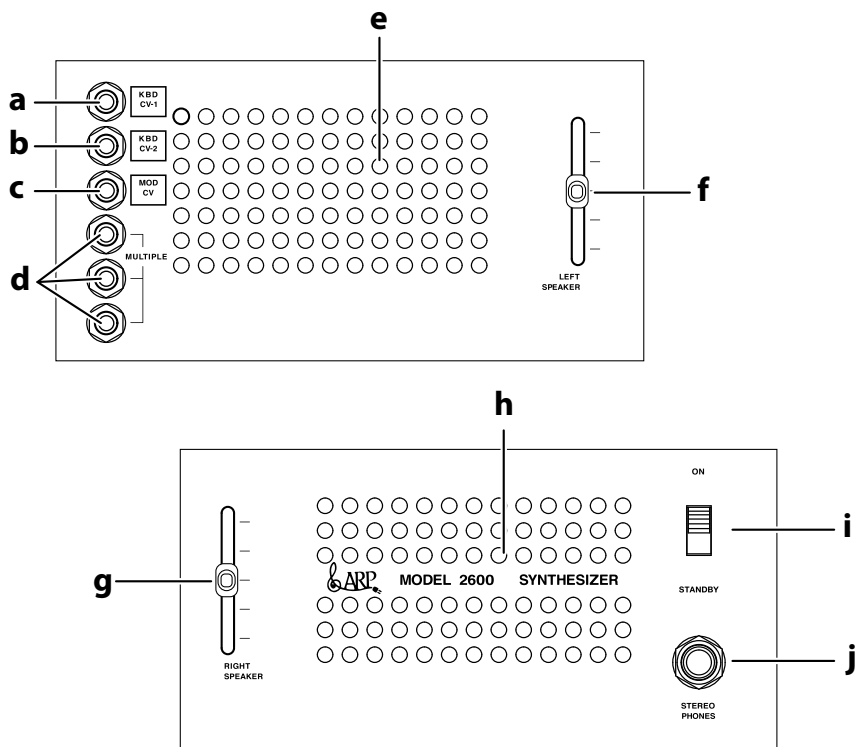 e
a
KBD
CV-1
b
KBD
CV-2
c
MOD
CV
f
d
MULTIPLE
LEFT
SPEAKER
h
ON
i
g
ARP MODEL 2600 SYNTHESIZER
STANDBY
j
RIGHT
SPEAKER
STEREO
PHONES